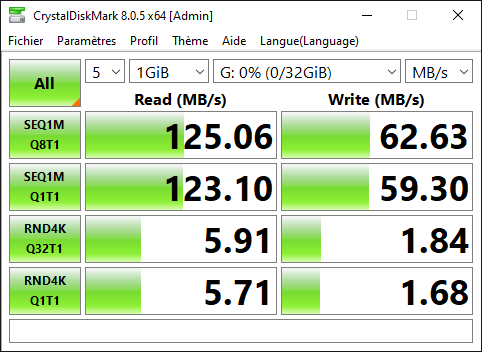 CrystalDiskMark 8.0.5 x64 [Admin]
Fichier Paramètres Profil Thème Aide Langue(Language)
All 5 1GiB G: 0% (0/32GiB) MB/s
Read (MB/s) Write (MB/s)
SEQ1M
Q8T1 125.06 62.63
SEQ1M
Q1T1 123.10 59.30
RND4K
Q32T1 5.91 1.84
RND4K
Q1T1 5.71 1.68